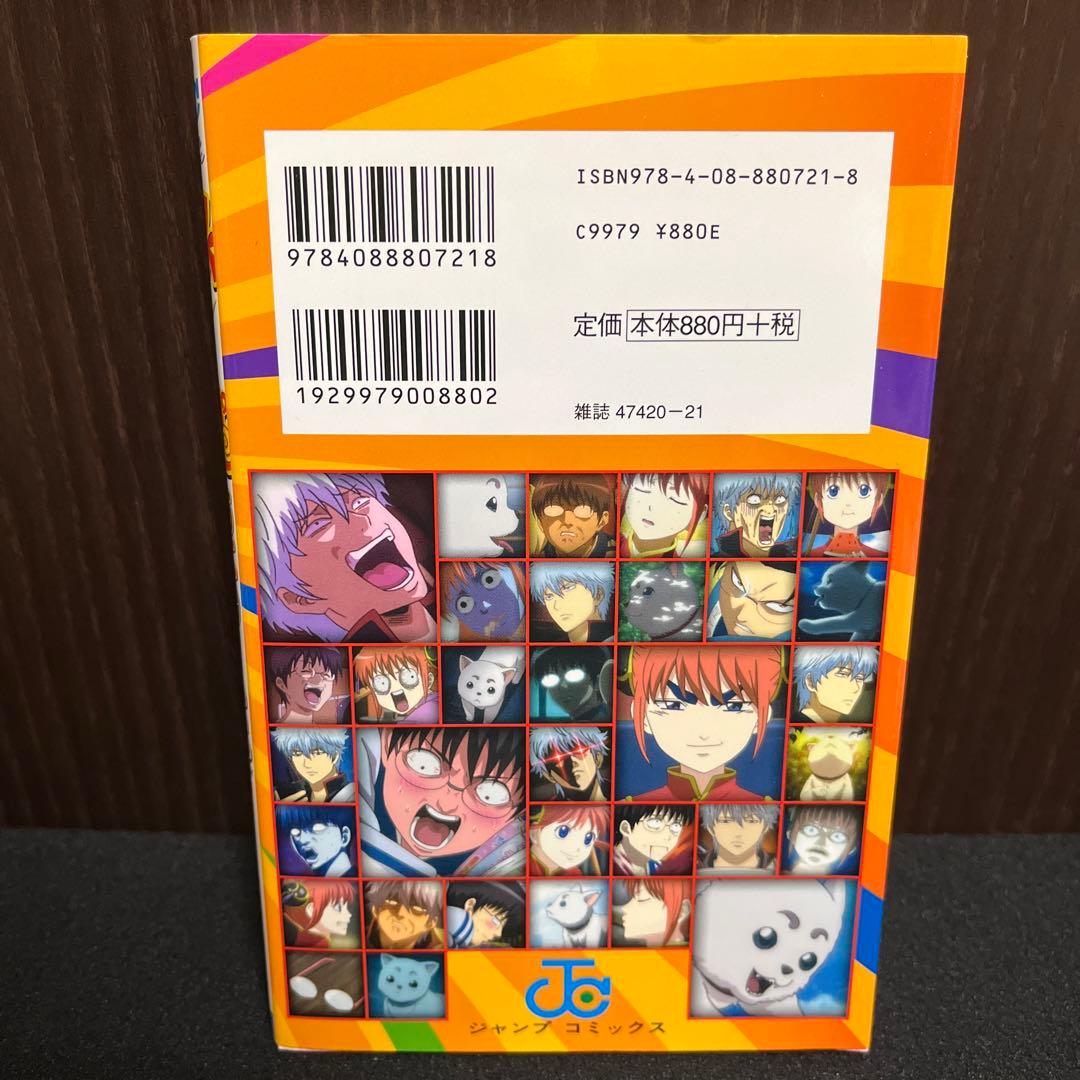 ISBN978-4-08-880721-8
9784088807218
C9979 ¥880E
定価 本体880円+税
1929979008802
雑誌 47420-21
JC
ジャンプ コミックス